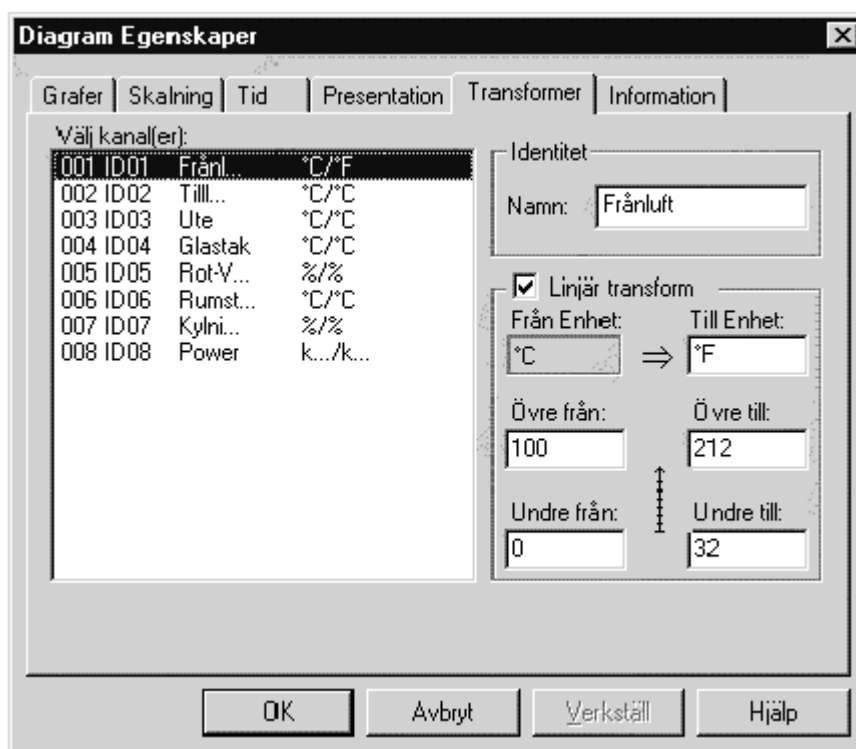 Diagram Egenskaper
Grafer Skalning Tid Presentation Transformer Information
Välj kanal(er):
001 ID01 Frånl... °C/°F
002 ID02 Tilll... °C/°C
003 ID03 Ute °C/°C
004 ID04 Glastak °C/°C
005 ID05 Rot-V... %/%
006 ID06 Rumst... °C/°C
007 ID07 Kylni... %/%
008 ID08 Power k.../k...
Identitet
Namn: Frånluft
Linjär transform
Från Enhet: Till Enhet:
°C ⇒ °F
Övre från: Övre till:
100 212
Undre från: Undre till:
0 32
OK Avbryt Verkställ Hjälp